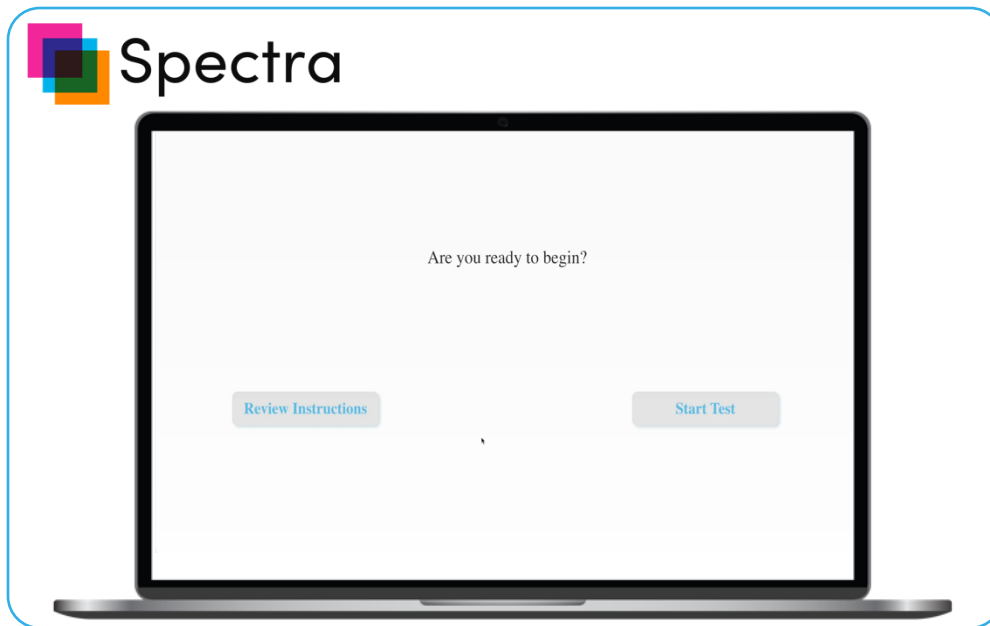 Spectra
Are you ready to begin?
Review Instructions
Start Test